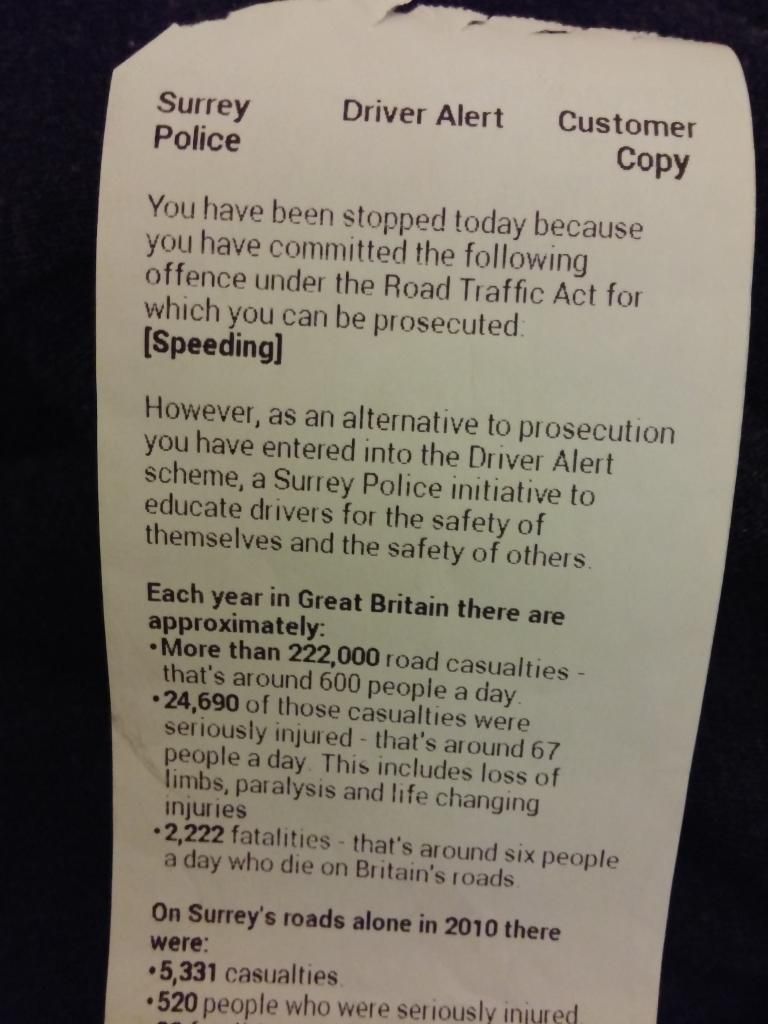 Surrey Police Driver Alert Customer Copy
You have been stopped today because
you have committed the following
offence under the Road Traffic Act for
which you can be prosecuted:
[Speeding]
However, as an alternative to prosecution
you have entered into the Driver Alert
scheme, a Surrey Police initiative to
educate drivers for the safety of
themselves and the safety of others.
Each year in Great Britain there are
approximately:
•More than 222,000 road casualties -
that's around 600 people a day.
•24,690 of those casualties were
seriously injured - that's around 67
people a day. This includes loss of
limbs, paralysis and life changing
injuries
•2,222 fatalities - that's around six people
a day who die on Britain's roads.
On Surrey's roads alone in 2010 there
were:
•5,331 casualties.
•520 people who were seriously injured.